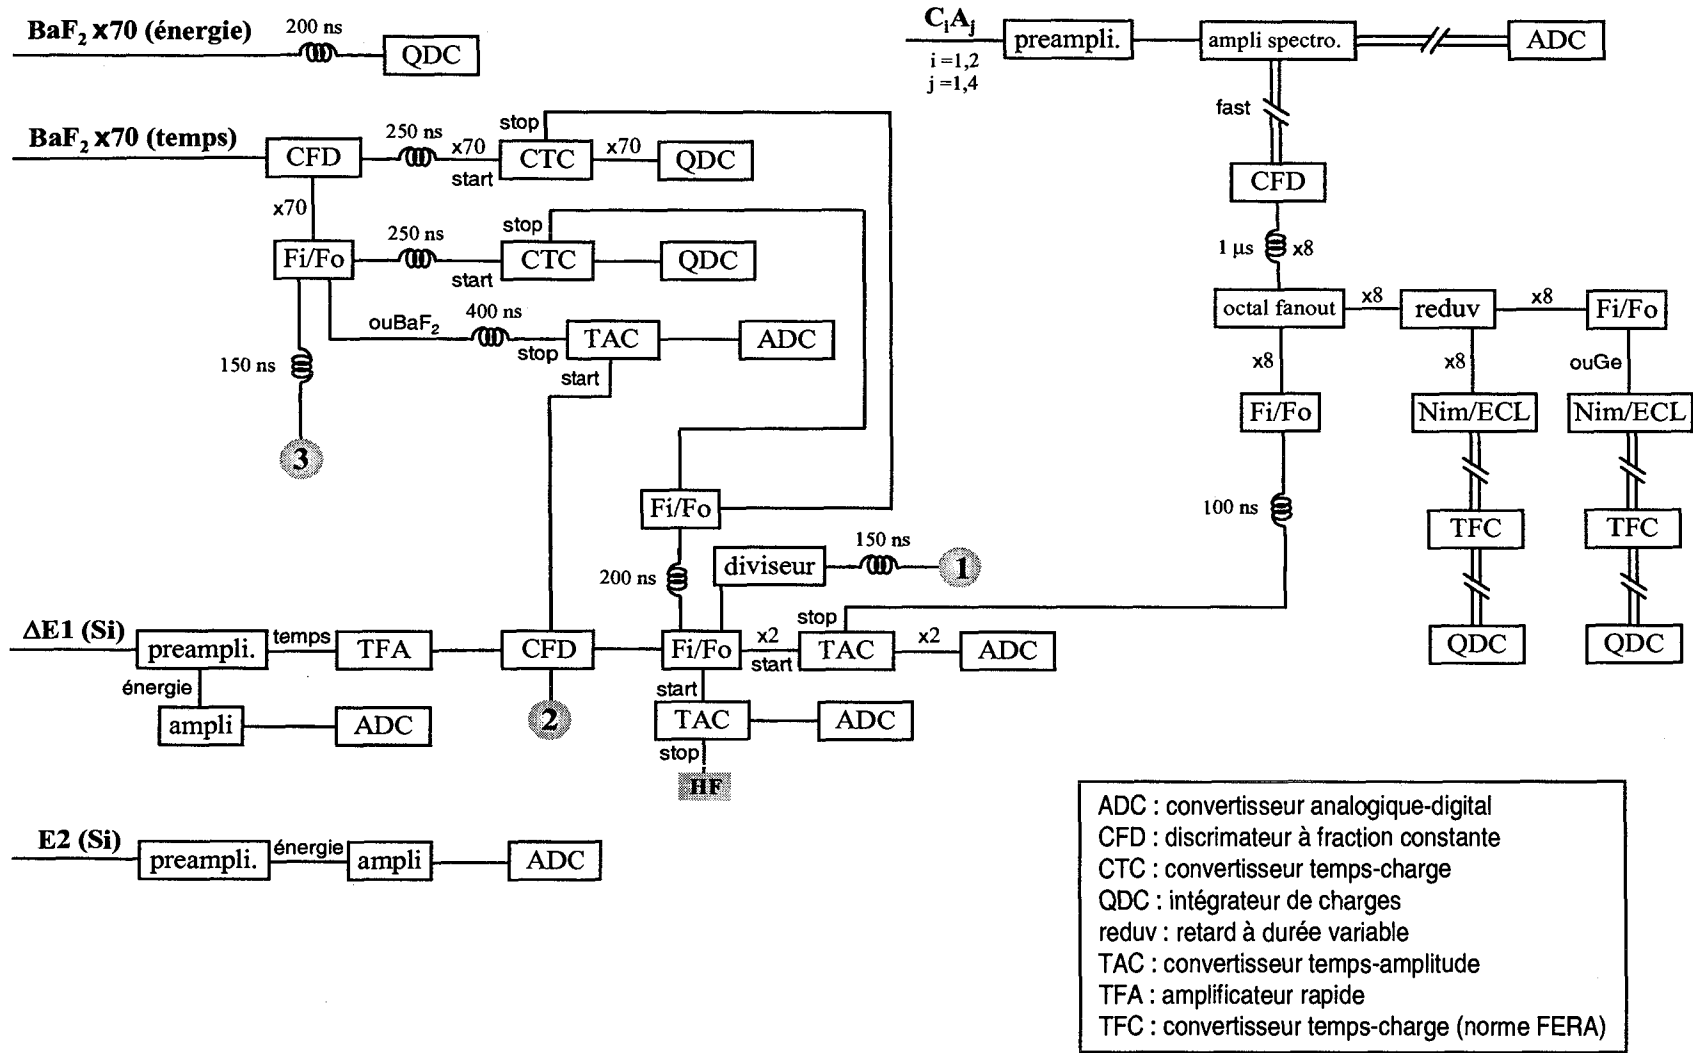 BaF2 x70 (énergie)
200 ns
QDC
CiAj
i =1,2
j =1,4
preampli.
ampli spectro.
ADC
fast
BaF2 x70 (temps)
CFD
250 ns
x70
start
stop
CTC
x70
QDC
CFD
x70
Fi/Fo
250 ns
start
stop
CTC
QDC
1 µs
x8
ouBaF2
400 ns
stop
TAC
ADC
start
150 ns
3
octal fanout
x8
reduv
x8
Fi/Fo
x8
x8
ouGe
Fi/Fo
Nim/ECL
Nim/ECL
100 ns
TFC
TFC
QDC
QDC
Fi/Fo
200 ns
diviseur
150 ns
1
ΔE1 (Si)
preampli.
temps
TFA
CFD
Fi/Fo
x2
start
stop
TAC
x2
ADC
énergie
ampli
ADC
2
start
TAC
ADC
stop
HF
E2 (Si)
preampli.
énergie
ampli
ADC
ADC : convertisseur analogique-digital
CFD : discrimateur à fraction constante
CTC : convertisseur temps-charge
QDC : intégrateur de charges
reduv : retard à durée variable
TAC : convertisseur temps-amplitude
TFA : amplificateur rapide
TFC : convertisseur temps-charge (norme FERA)